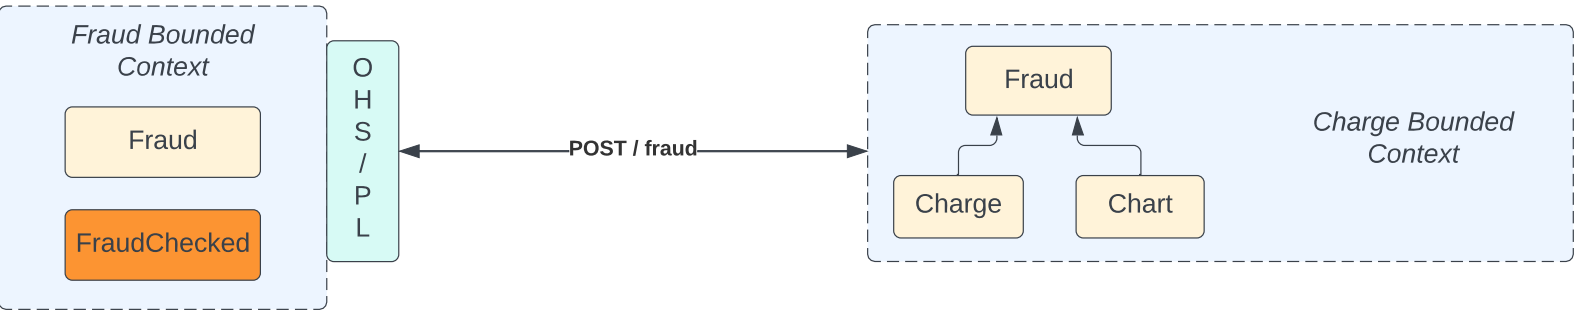 Fraud Bounded
Context
Fraud
FraudChecked
O
H
S
/
P
L
POST / fraud
Fraud
Charge
Chart
Charge Bounded
Context